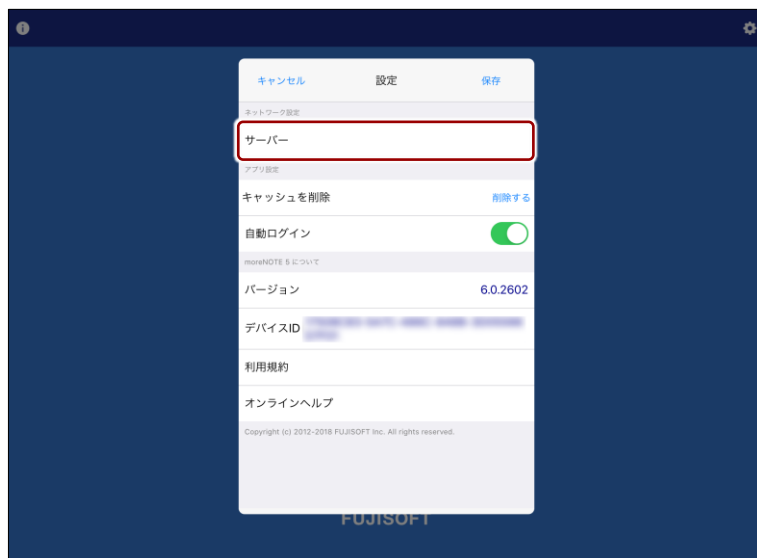 キャンセル 設定 保存
ネットワーク設定
サーバー
アプリ設定
キャッシュを削除 削除する
自動ログイン
moreNOTE 5 について
バージョン 6.0.2602
デバイスID
利用規約
オンラインヘルプ
Copyright (c) 2012-2018 FUJISOFT Inc. All rights reserved.
FUJISOFT